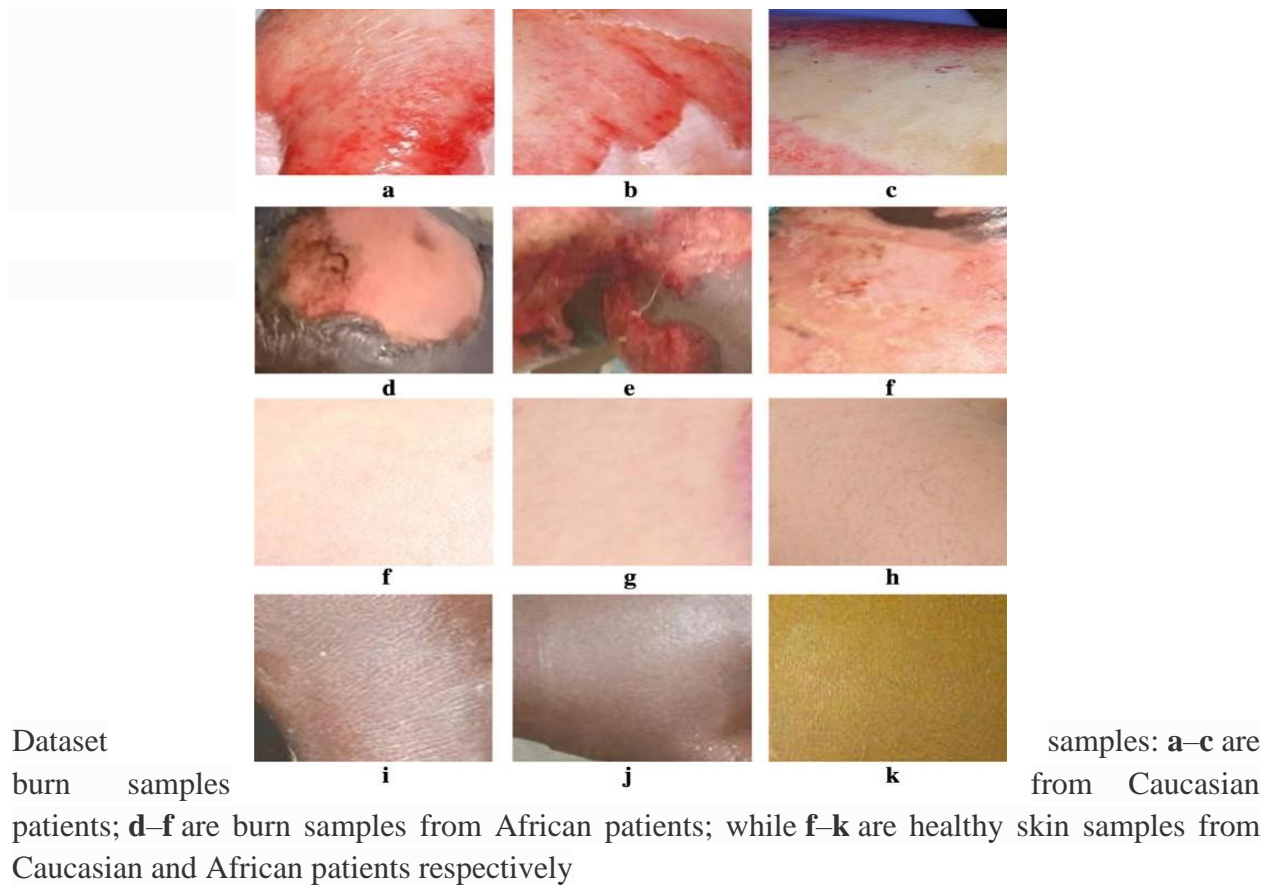 a b c
d e f
f g h
i j k
Dataset samples: a–c are
burn samples from Caucasian
patients; d–f are burn samples from African patients; while f–k are healthy skin samples from
Caucasian and African patients respectively